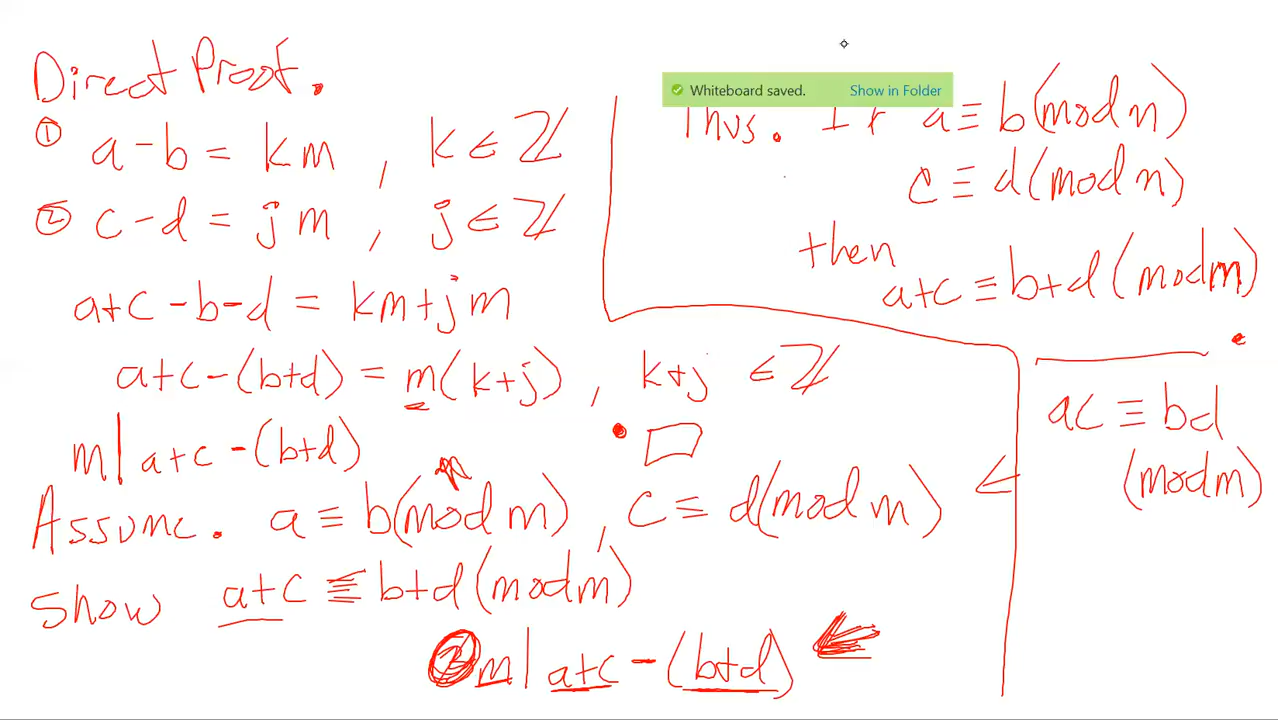 Direct Proof.
① a - b = km , k ∈ ℤ
② c - d = jm , j ∈ ℤ
a+c - b - d = km + jm
a+c - (b+d) = m(k+j) , k+j ∈ ℤ
m | a+c - (b+d)
Assume. a ≡ b(mod m) , c ≡ d(mod m)
Show a+c ≡ b+d (mod m)
m | a+c - (b+d)
Whiteboard saved. Show in Folder
Thus. If a ≡ b(mod n)
c ≡ d(mod n)
then
a+c ≡ b+d (mod m)
ac ≡ bd
(mod m)